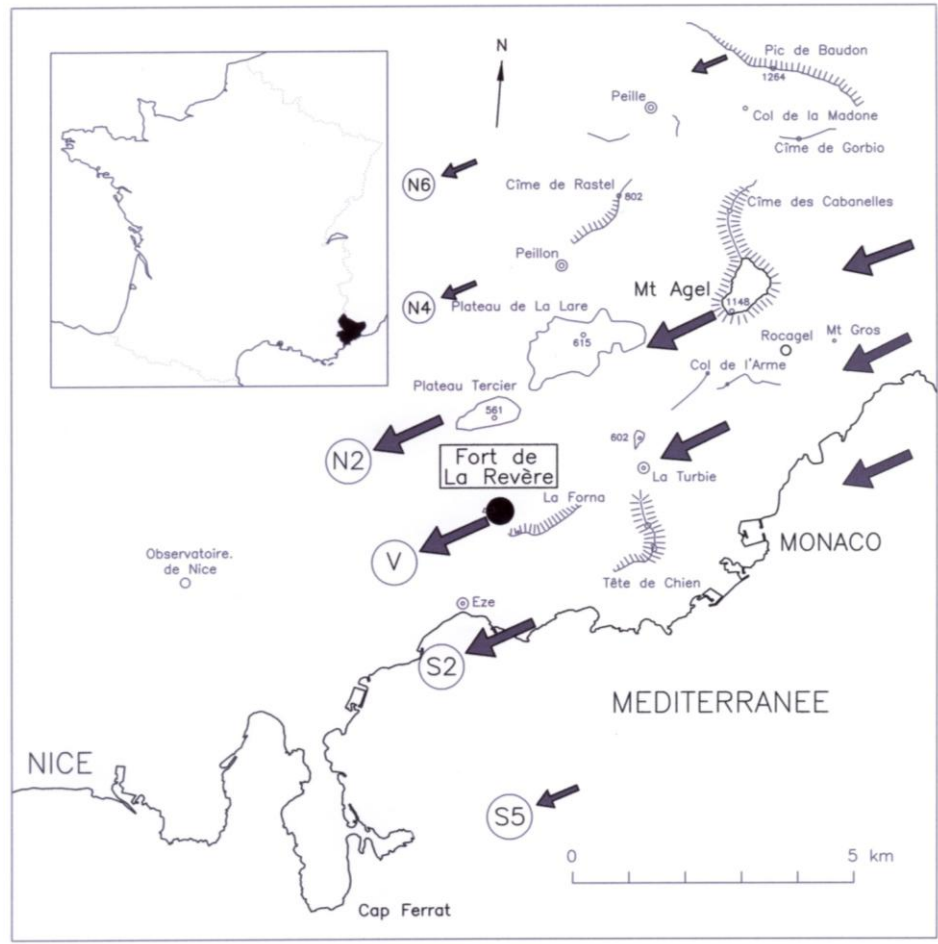 N
Pic de Baudon
1264
Peille
Col de la Madone
Cîme de Gorbio
N6
Cîme de Rastel
802
Cîme des Cabanelles
Peillon
Mt Agel
1148
N4
Plateau de La Lare
615
Rocagel
Mt Gros
Col de l'Arme
Plateau Tercier
561
N2
602
Fort de
La Revère
La Turbie
La Forna
V
MONACO
Observatoire.
de Nice
Tête de Chien
Eze
S2
MEDITERRANEE
NICE
S5
0
5 km
Cap Ferrat